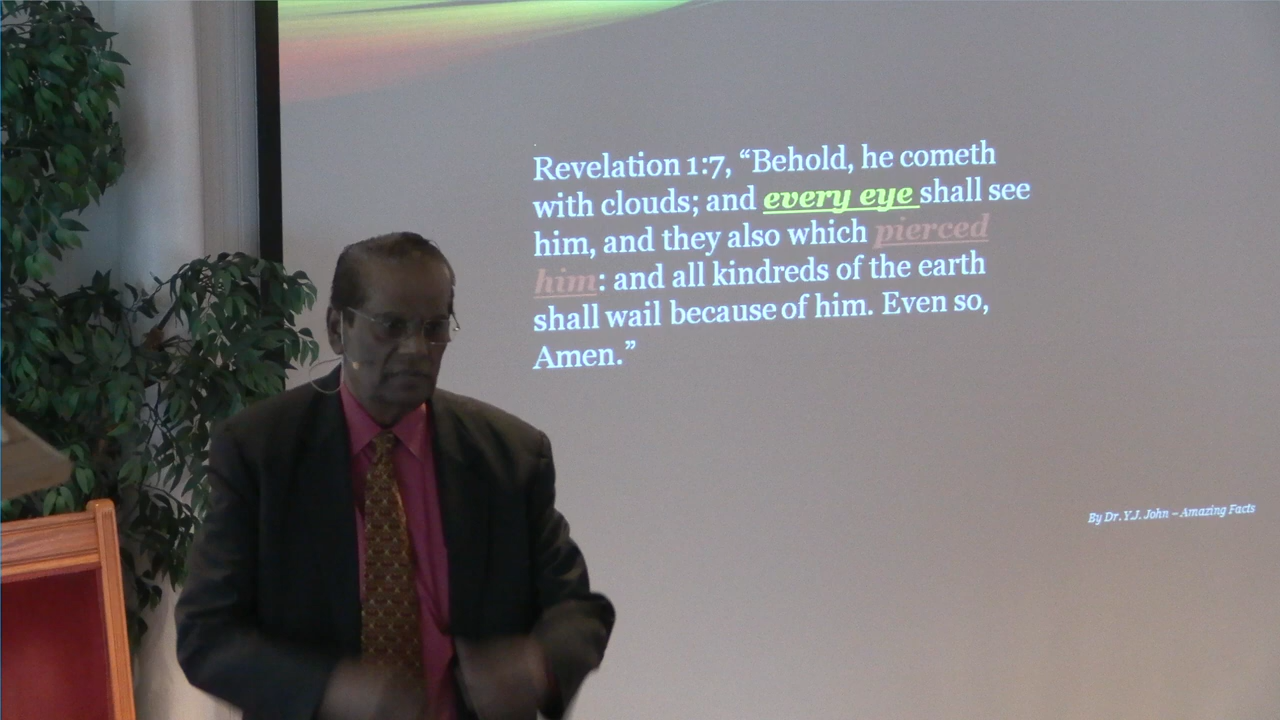 Revelation 1:7, “Behold, he cometh
with clouds; and every eye shall see
him, and they also which pierced
him: and all kindreds of the earth
shall wail because of him. Even so,
Amen.”
By Dr. Y.J. John – Amazing Facts